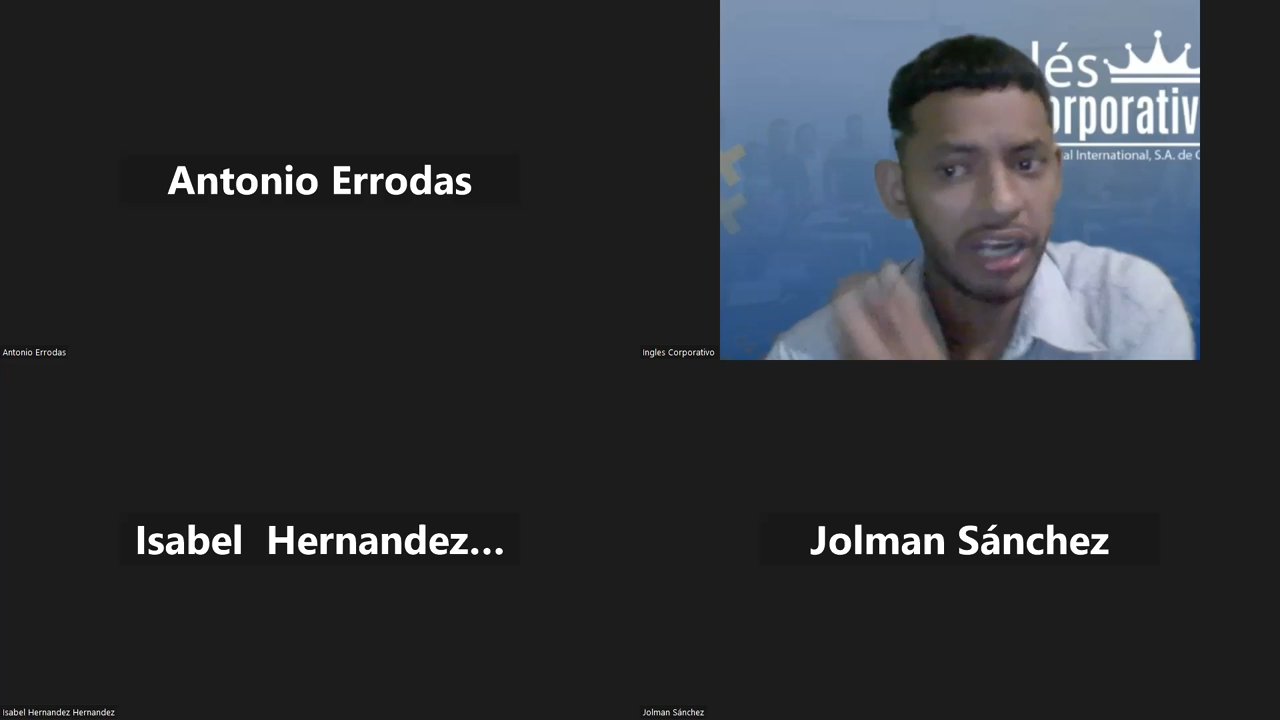 Antonio Errodas
lés
orporativ
al International, S.A. de C
Antonio Errodas
Ingles Corporativo
Isabel  Hernandez...
Jolman Sánchez
Isabel Hernandez Hernandez
Jolman Sánchez